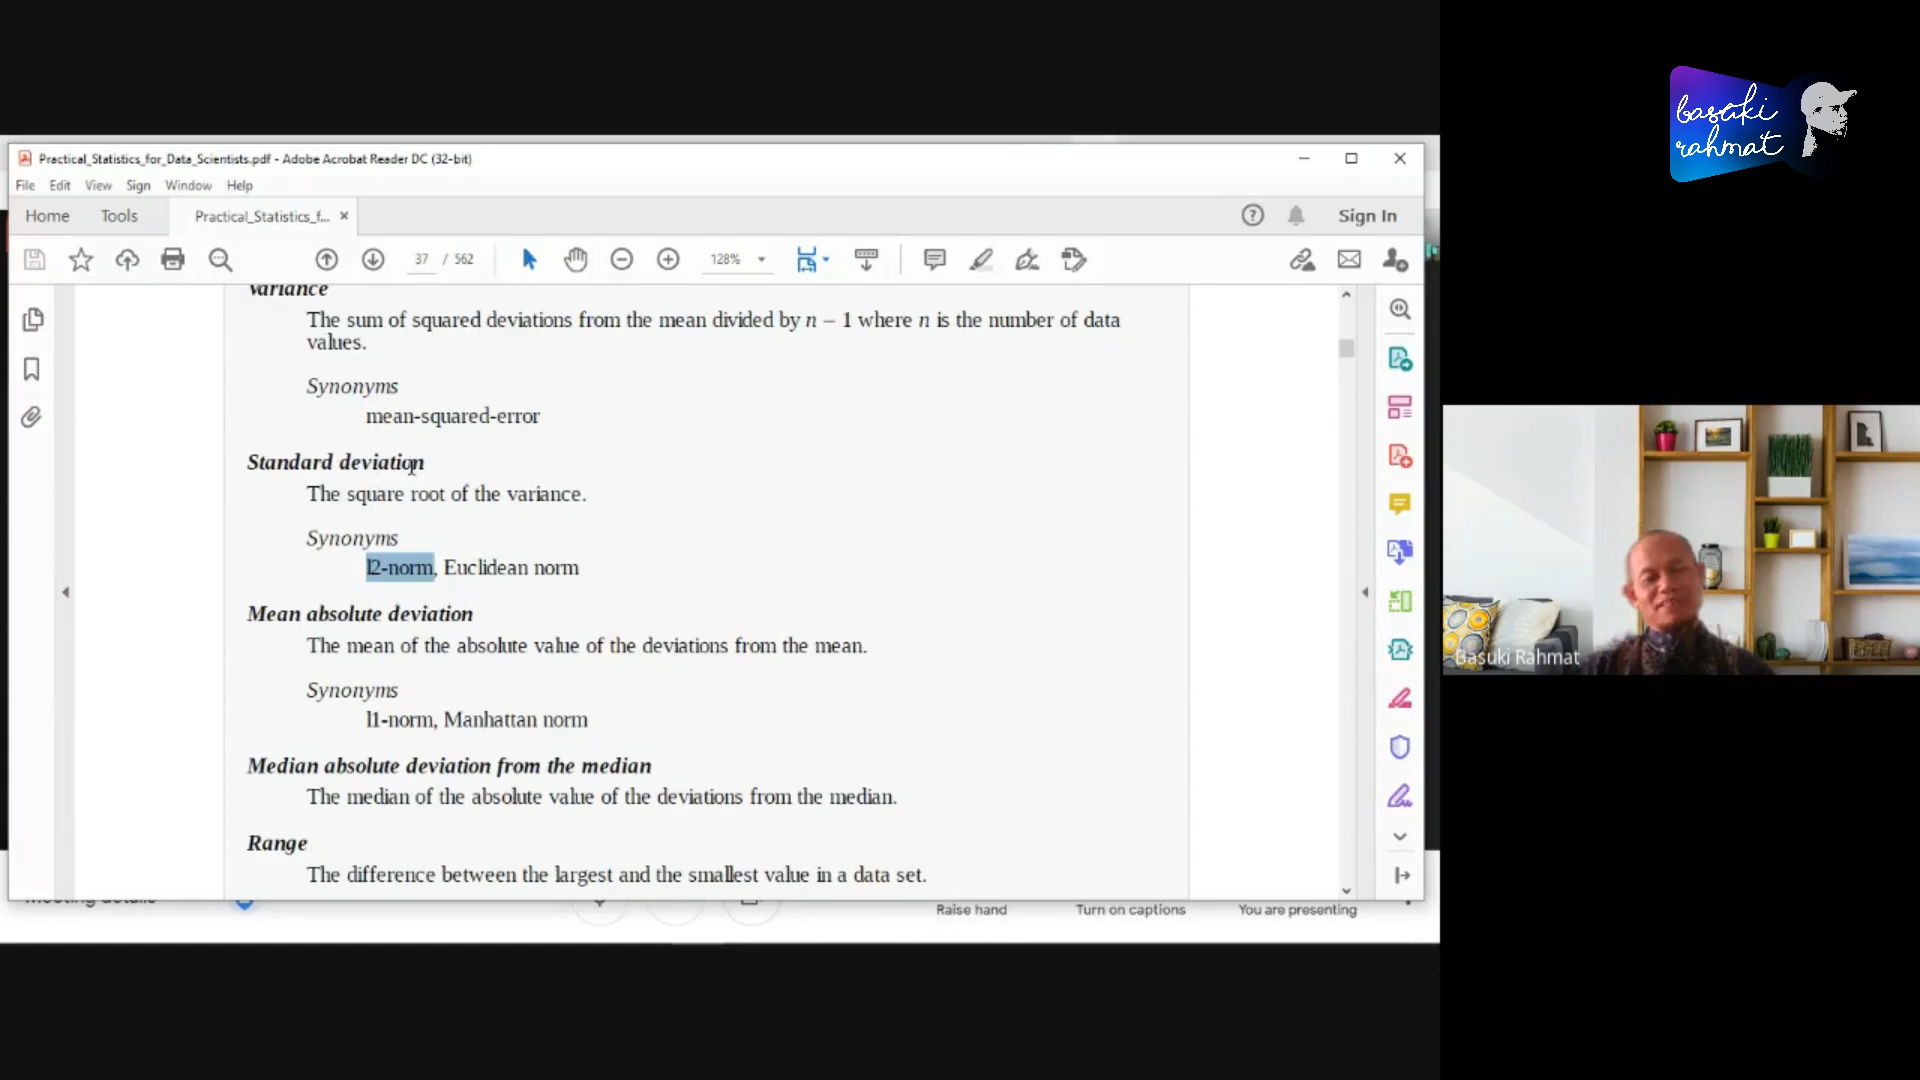 basuki
rahmat
Practical_Statistics_for_Data_Scientists.pdf - Adobe Acrobat Reader DC (32-bit)
File Edit View Sign Window Help
Home Tools Practical_Statistics_f... × Sign In
37 / 562 128%
Variance
The sum of squared deviations from the mean divided by n – 1 where n is the number of data
values.
Synonyms
mean-squared-error
Standard deviation
The square root of the variance.
Synonyms
l2-norm, Euclidean norm
Mean absolute deviation
The mean of the absolute value of the deviations from the mean.
Synonyms
l1-norm, Manhattan norm
Median absolute deviation from the median
The median of the absolute value of the deviations from the median.
Range
The difference between the largest and the smallest value in a data set.
Meeting details Raise hand Turn on captions You are presenting
Basuki Rahmat